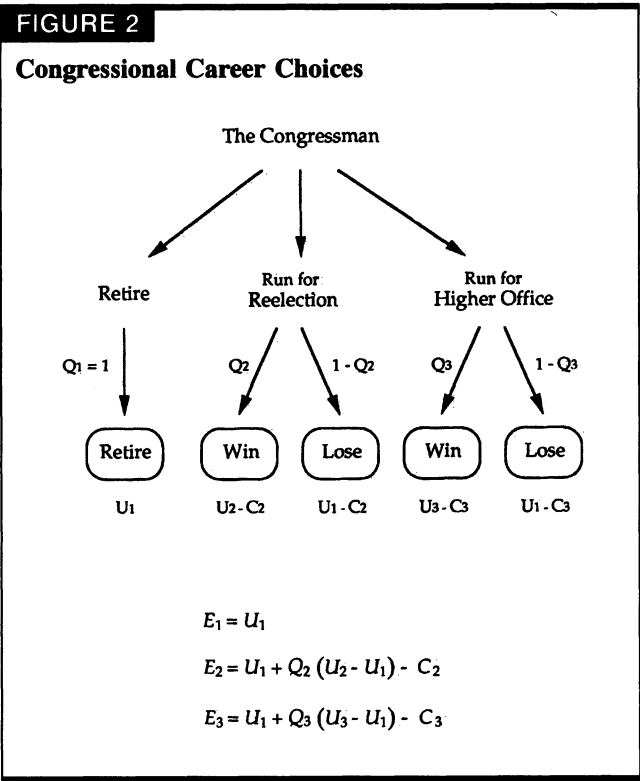 FIGURE 2
Congressional Career Choices
The Congressman
Retire
Run for
Reelection
Run for
Higher Office
Q1 = 1
Q2
1 - Q2
Q3
1 - Q3
Retire
Win
Lose
Win
Lose
U1
U2 - C2
U1 - C2
U3 - C3
U1 - C3
E1 = U1
E2 = U1 + Q2 (U2 - U1) - C2
E3 = U1 + Q3 (U3 - U1) - C3